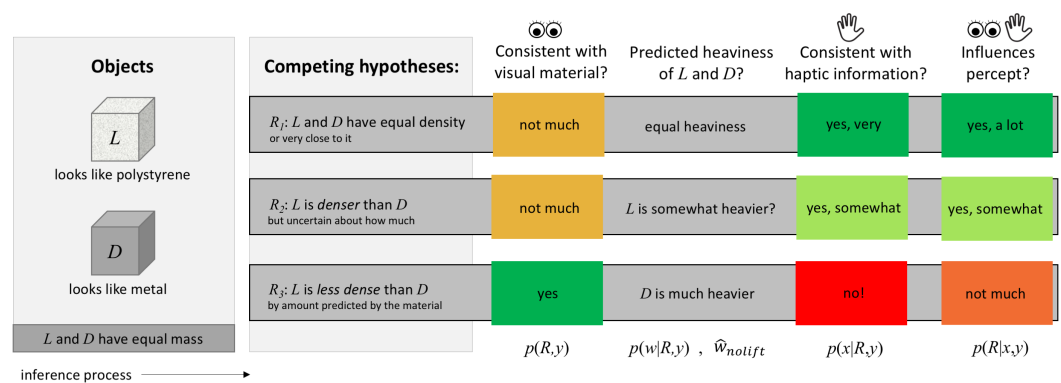 Objects
L
looks like polystyrene
D
looks like metal
L and D have equal mass
inference process
Competing hypotheses:
R₁: L and D have equal density
or very close to it
R₂: L is denser than D
but uncertain about how much
R₃: L is less dense than D
by amount predicted by the material
Consistent with
visual material?
not much
not much
yes
p(R,y)
Predicted heaviness
of L and D?
equal heaviness
L is somewhat heavier?
D is much heavier
p(w|R,y) , ŵnolift
Consistent with
haptic information?
yes, very
yes, somewhat
no!
p(x|R,y)
Influences
percept?
yes, a lot
yes, somewhat
not much
p(R|x,y)